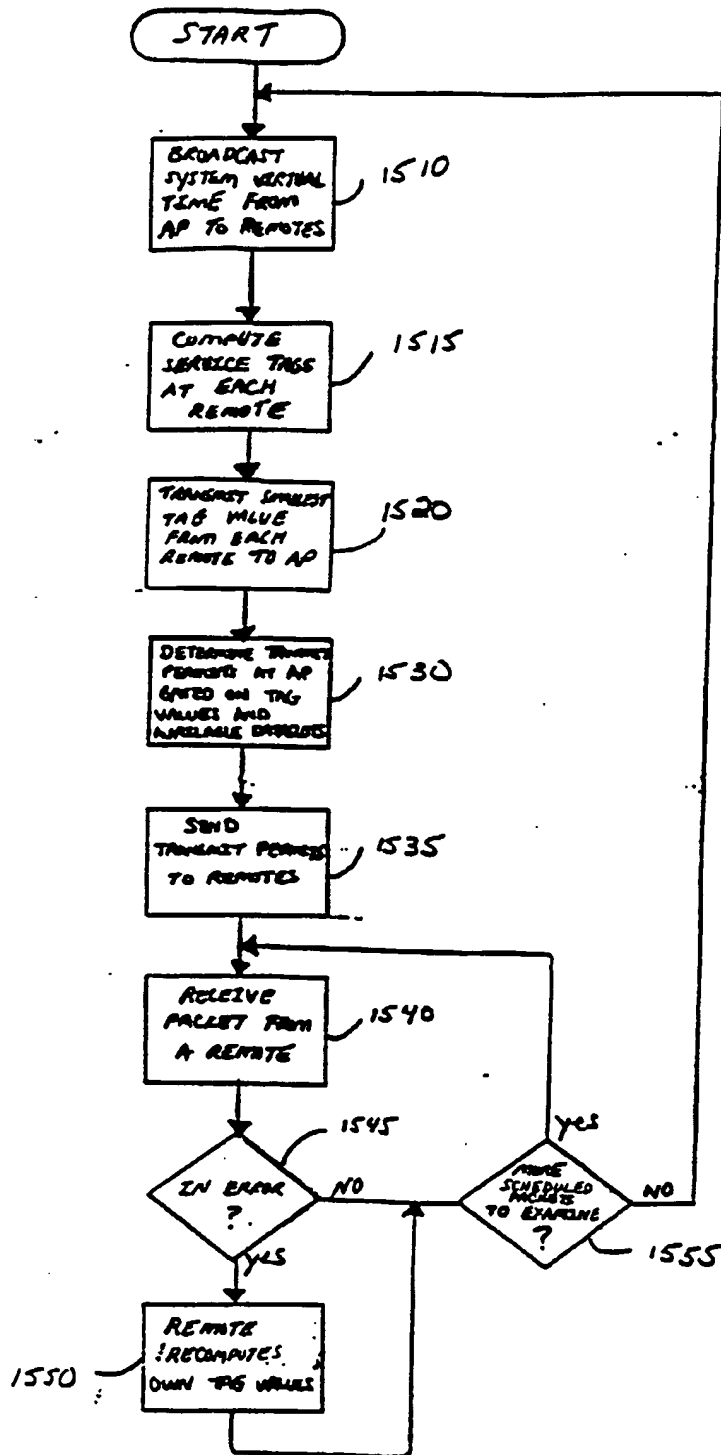 START
BROADCAST
SYSTEM VIRTUAL
TIME FROM
AP TO REMOTES
1510
COMPUTE
SERVICE TAGS
AT EACH
REMOTE
1515
TRANSMIT SMALLEST
TAG VALUE
FROM EACH
REMOTE TO AP
1520
DETERMINE TRANSMIT
PERMITS AT AP
BASED ON TAG
VALUES AND
AVAILABLE DATASLOTS
1530
SEND
TRANSMIT PERMITS
TO REMOTES
1535
RECEIVE
PACKET FROM
A REMOTE
1540
IN ERROR
?
1545
NO
yes
MORE
SCHEDULED
PACKETS
TO EXAMINE
?
yes
NO
1555
REMOTE
RECOMPUTES
OWN TAG VALUES
1550